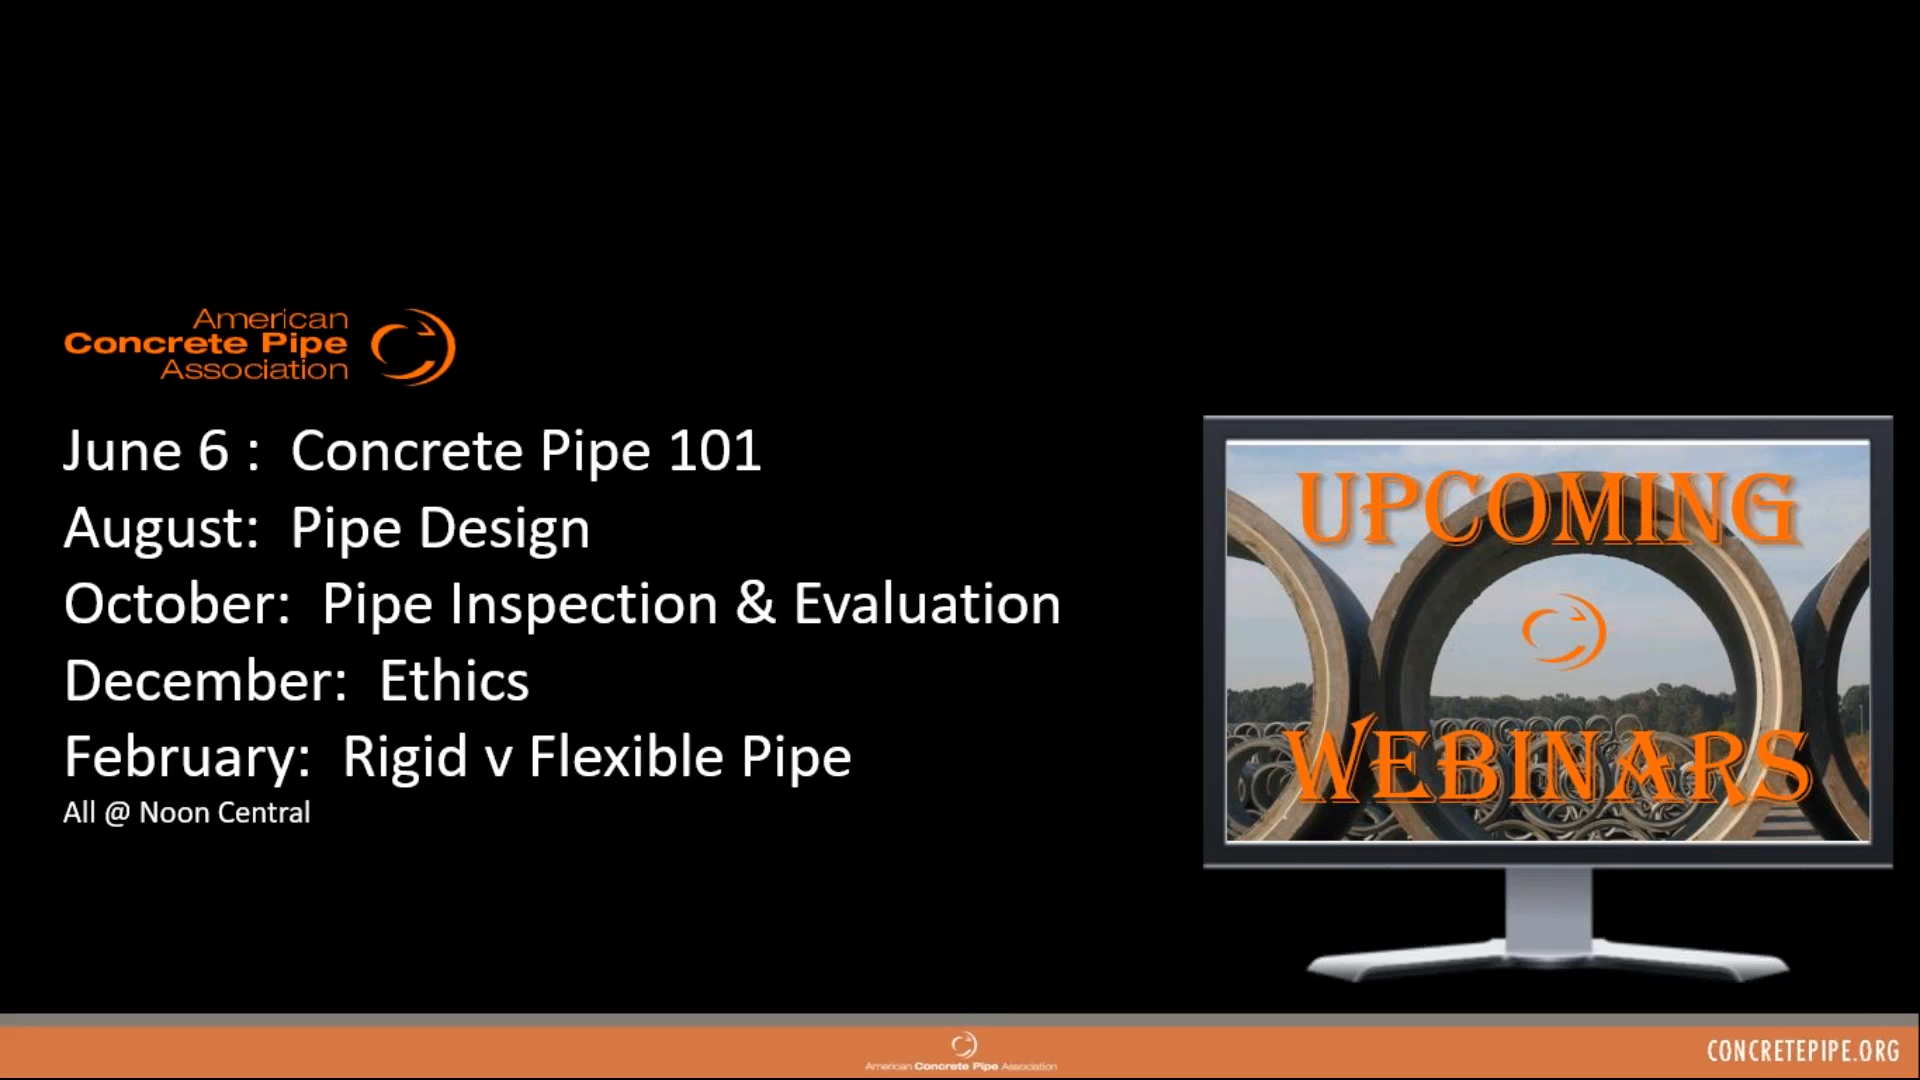 American
Concrete Pipe
Association
June 6 : Concrete Pipe 101
August: Pipe Design
October: Pipe Inspection & Evaluation
December: Ethics
February: Rigid v Flexible Pipe
All @ Noon Central
UPCOMING
WEBINARS
American Concrete Pipe Association
CONCRETEPIPE.ORG